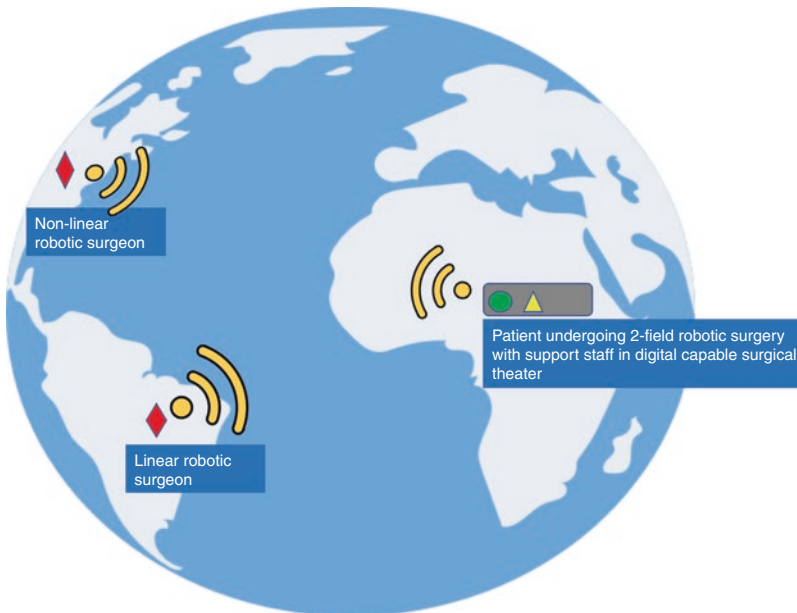 Non-linear
robotic surgeon
Patient undergoing 2-field robotic surgery
with support staff in digital capable surgical
theater
Linear robotic
surgeon